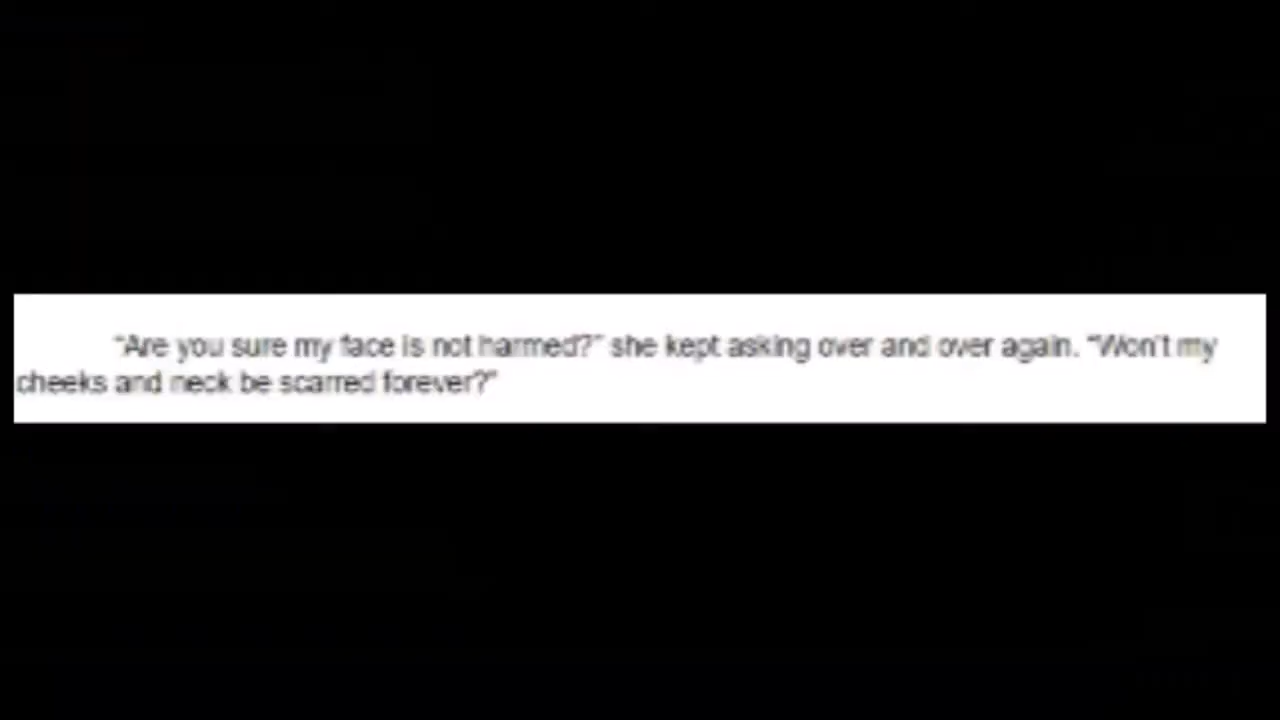 “Are you sure my face is not harmed?” she kept asking over and over again. “Won’t my
cheeks and neck be scarred forever?”